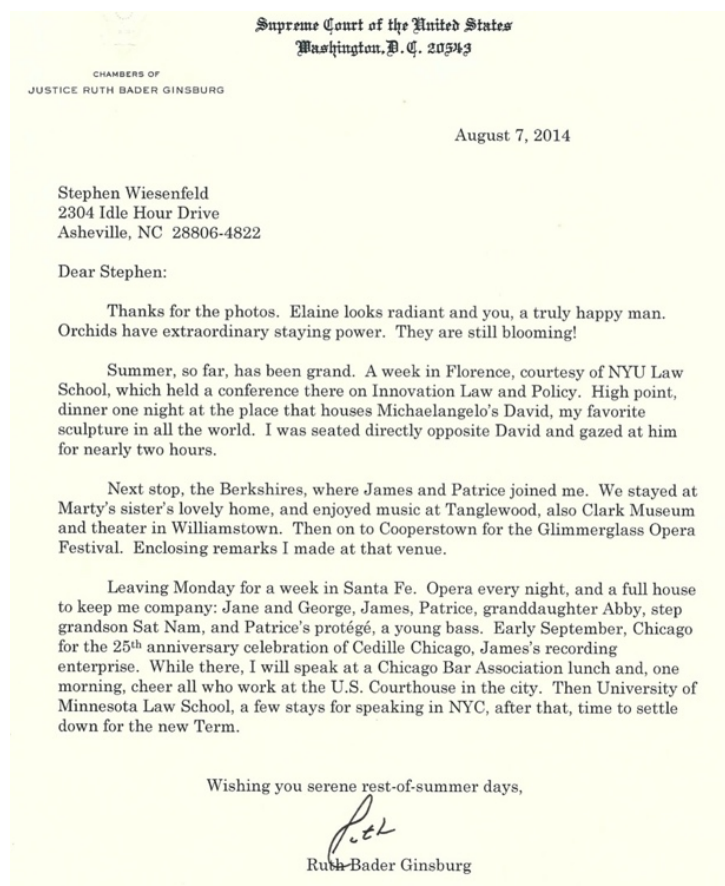 Supreme Court of the United States
Washington, D.C. 20543
CHAMBERS OF
JUSTICE RUTH BADER GINSBURG
August 7, 2014
Stephen Wiesenfeld
2304 Idle Hour Drive
Asheville, NC 28806-4822
Dear Stephen:
Thanks for the photos. Elaine looks radiant and you, a truly happy man.
Orchids have extraordinary staying power. They are still blooming!
Summer, so far, has been grand. A week in Florence, courtesy of NYU Law
School, which held a conference there on Innovation Law and Policy. High point,
dinner one night at the place that houses Michaelangelo's David, my favorite
sculpture in all the world. I was seated directly opposite David and gazed at him
for nearly two hours.
Next stop, the Berkshires, where James and Patrice joined me. We stayed at
Marty's sister's lovely home, and enjoyed music at Tanglewood, also Clark Museum
and theater in Williamstown. Then on to Cooperstown for the Glimmerglass Opera
Festival. Enclosing remarks I made at that venue.
Leaving Monday for a week in Santa Fe. Opera every night, and a full house
to keep me company: Jane and George, James, Patrice, granddaughter Abby, step
grandson Sat Nam, and Patrice's protégé, a young bass. Early September, Chicago
for the 25th anniversary celebration of Cedille Chicago, James's recording
enterprise. While there, I will speak at a Chicago Bar Association lunch and, one
morning, cheer all who work at the U.S. Courthouse in the city. Then University of
Minnesota Law School, a few stays for speaking in NYC, after that, time to settle
down for the new Term.
Wishing you serene rest-of-summer days,
Ruth
Ruth Bader Ginsburg